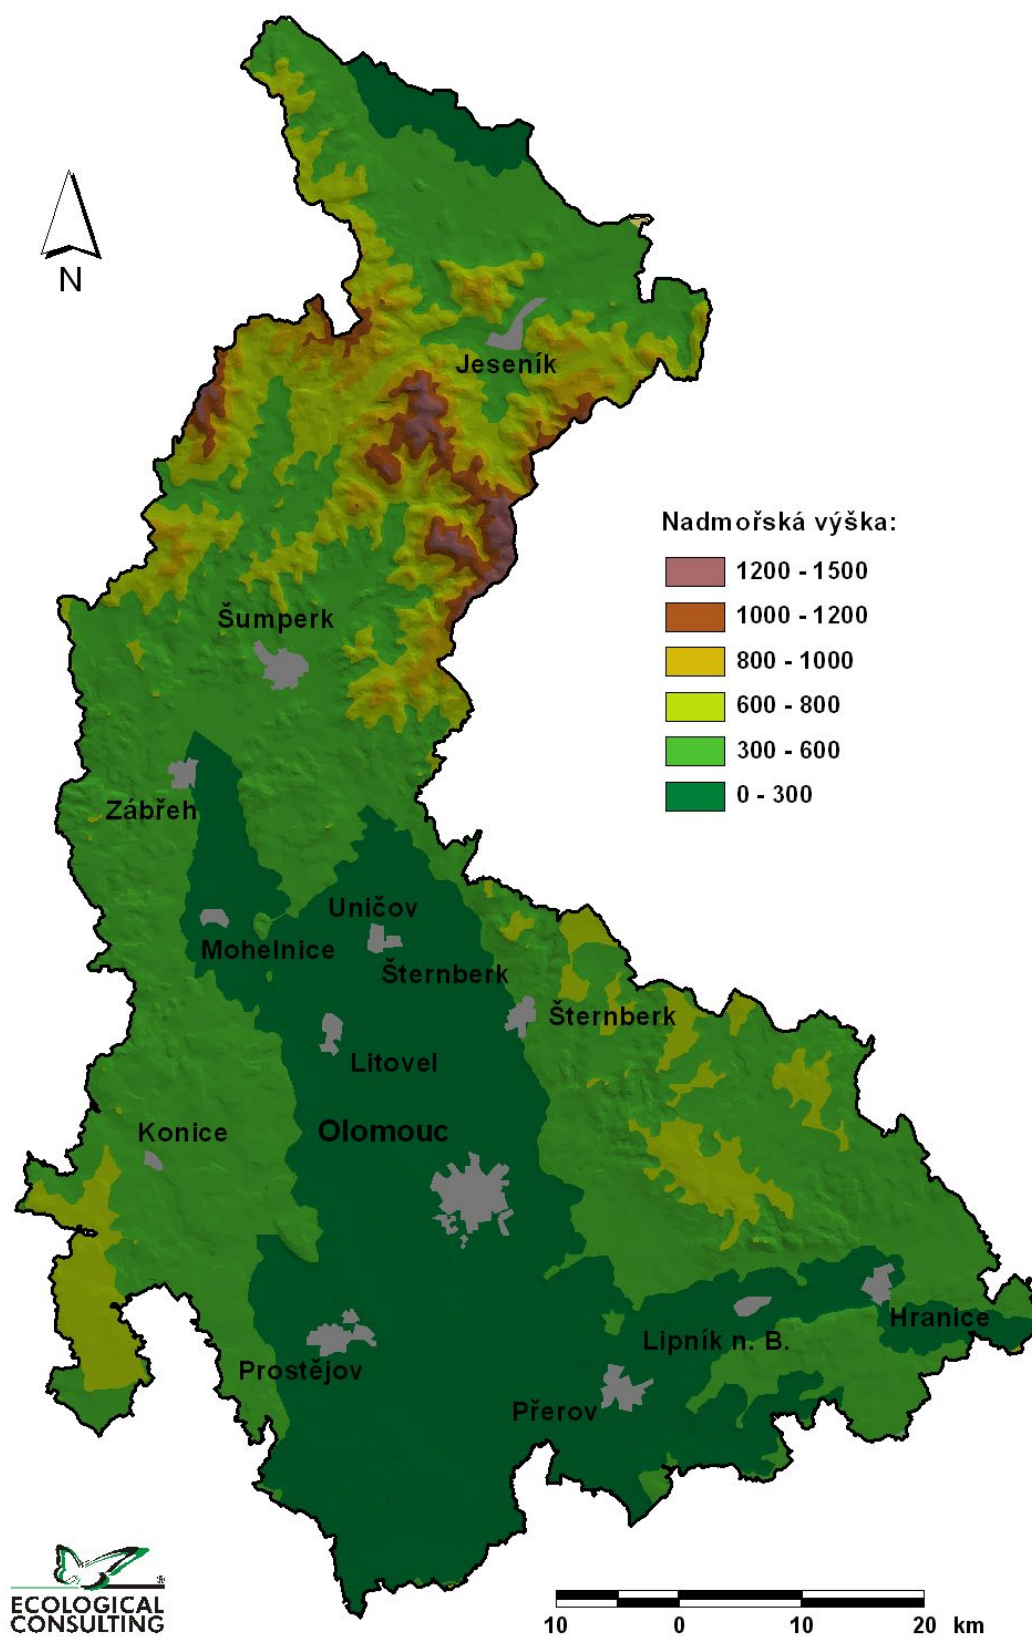 N
Jeseník
Nadmořská výška:
1200 - 1500
1000 - 1200
800 - 1000
600 - 800
300 - 600
0 - 300
Šumperk
Zábřeh
Uničov
Mohelnice
Šternberk
Šternberk
Litovel
Konice
Olomouc
Hranice
Lipník n. B.
Prostějov
Přerov
®
ECOLOGICAL
CONSULTING
10 0 10 20 km